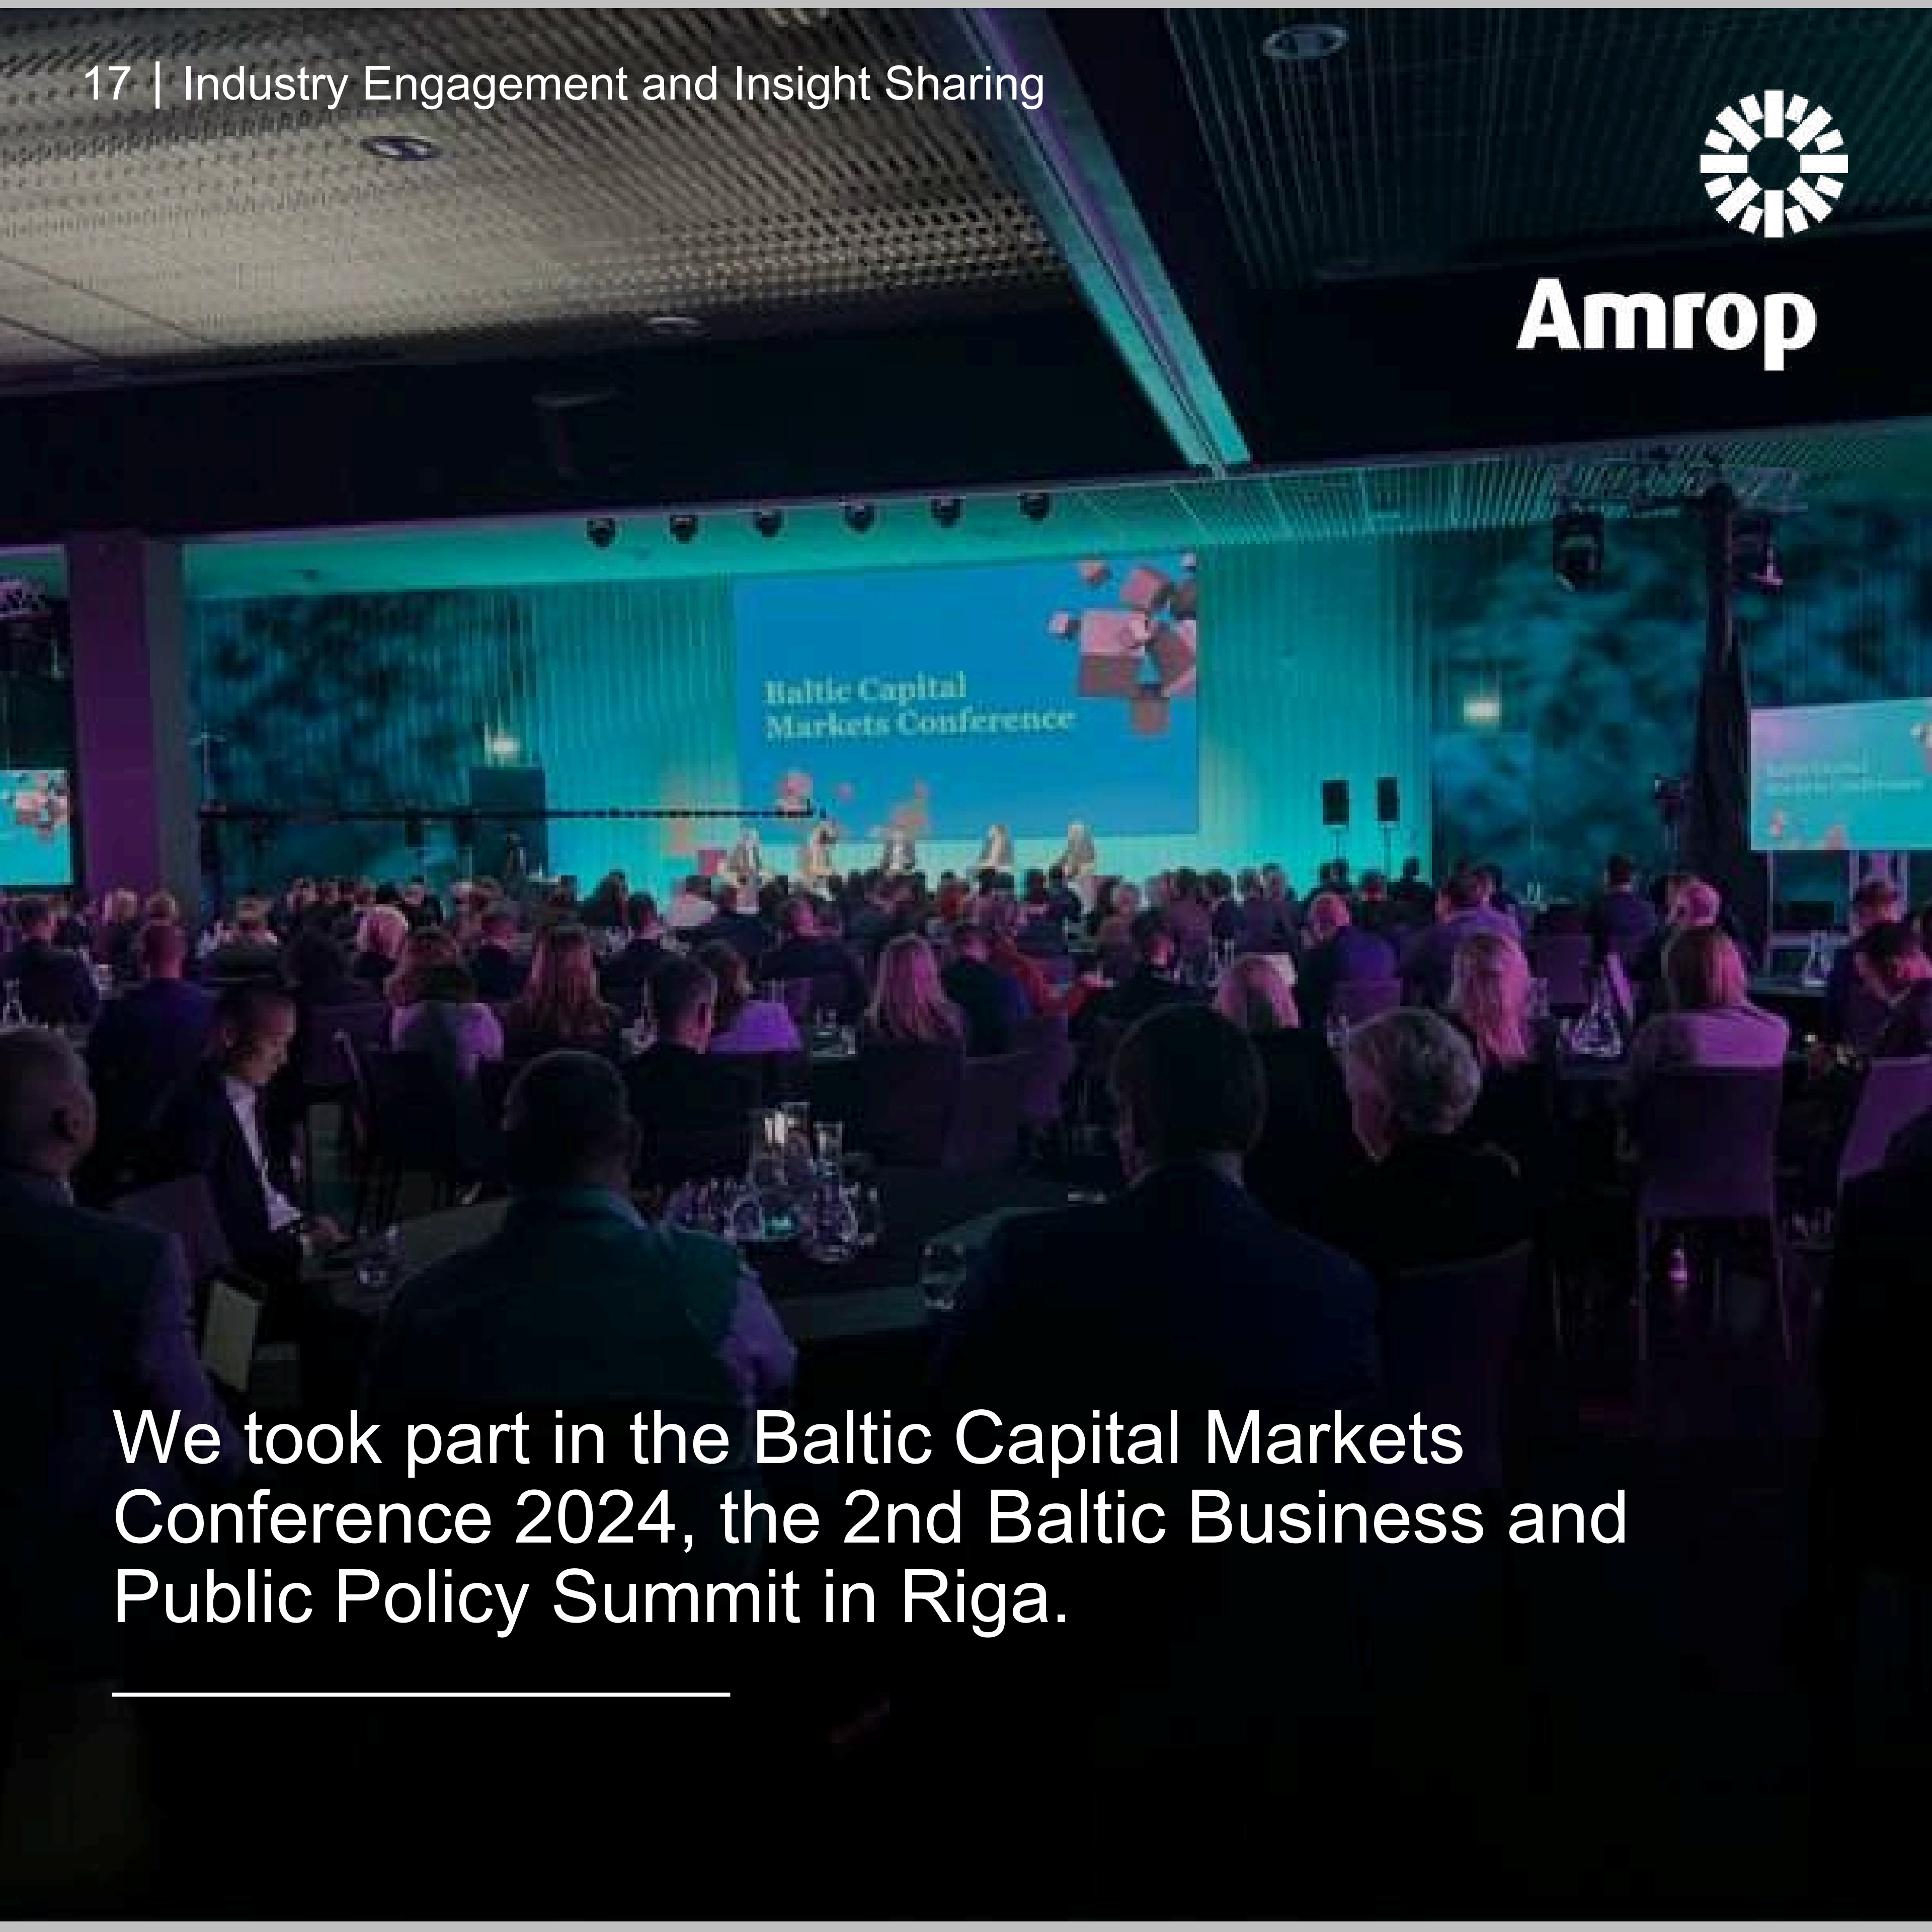 17 | Industry Engagement and Insight Sharing
Amrop
Baltic Capital
Markets Conference
We took part in the Baltic Capital Markets
Conference 2024, the 2nd Baltic Business and
Public Policy Summit in Riga.